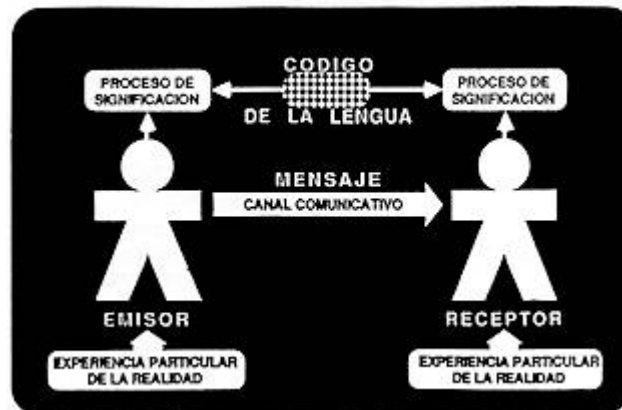 CODIGO
PROCESO DE
SIGNIFICACION
PROCESO DE
SIGNIFICACION
DE LA LENGUA
MENSAJE
CANAL COMUNICATIVO
EMISOR
RECEPTOR
EXPERIENCIA PARTICULAR
DE LA REALIDAD
EXPERIENCIA PARTICULAR
DE LA REALIDAD